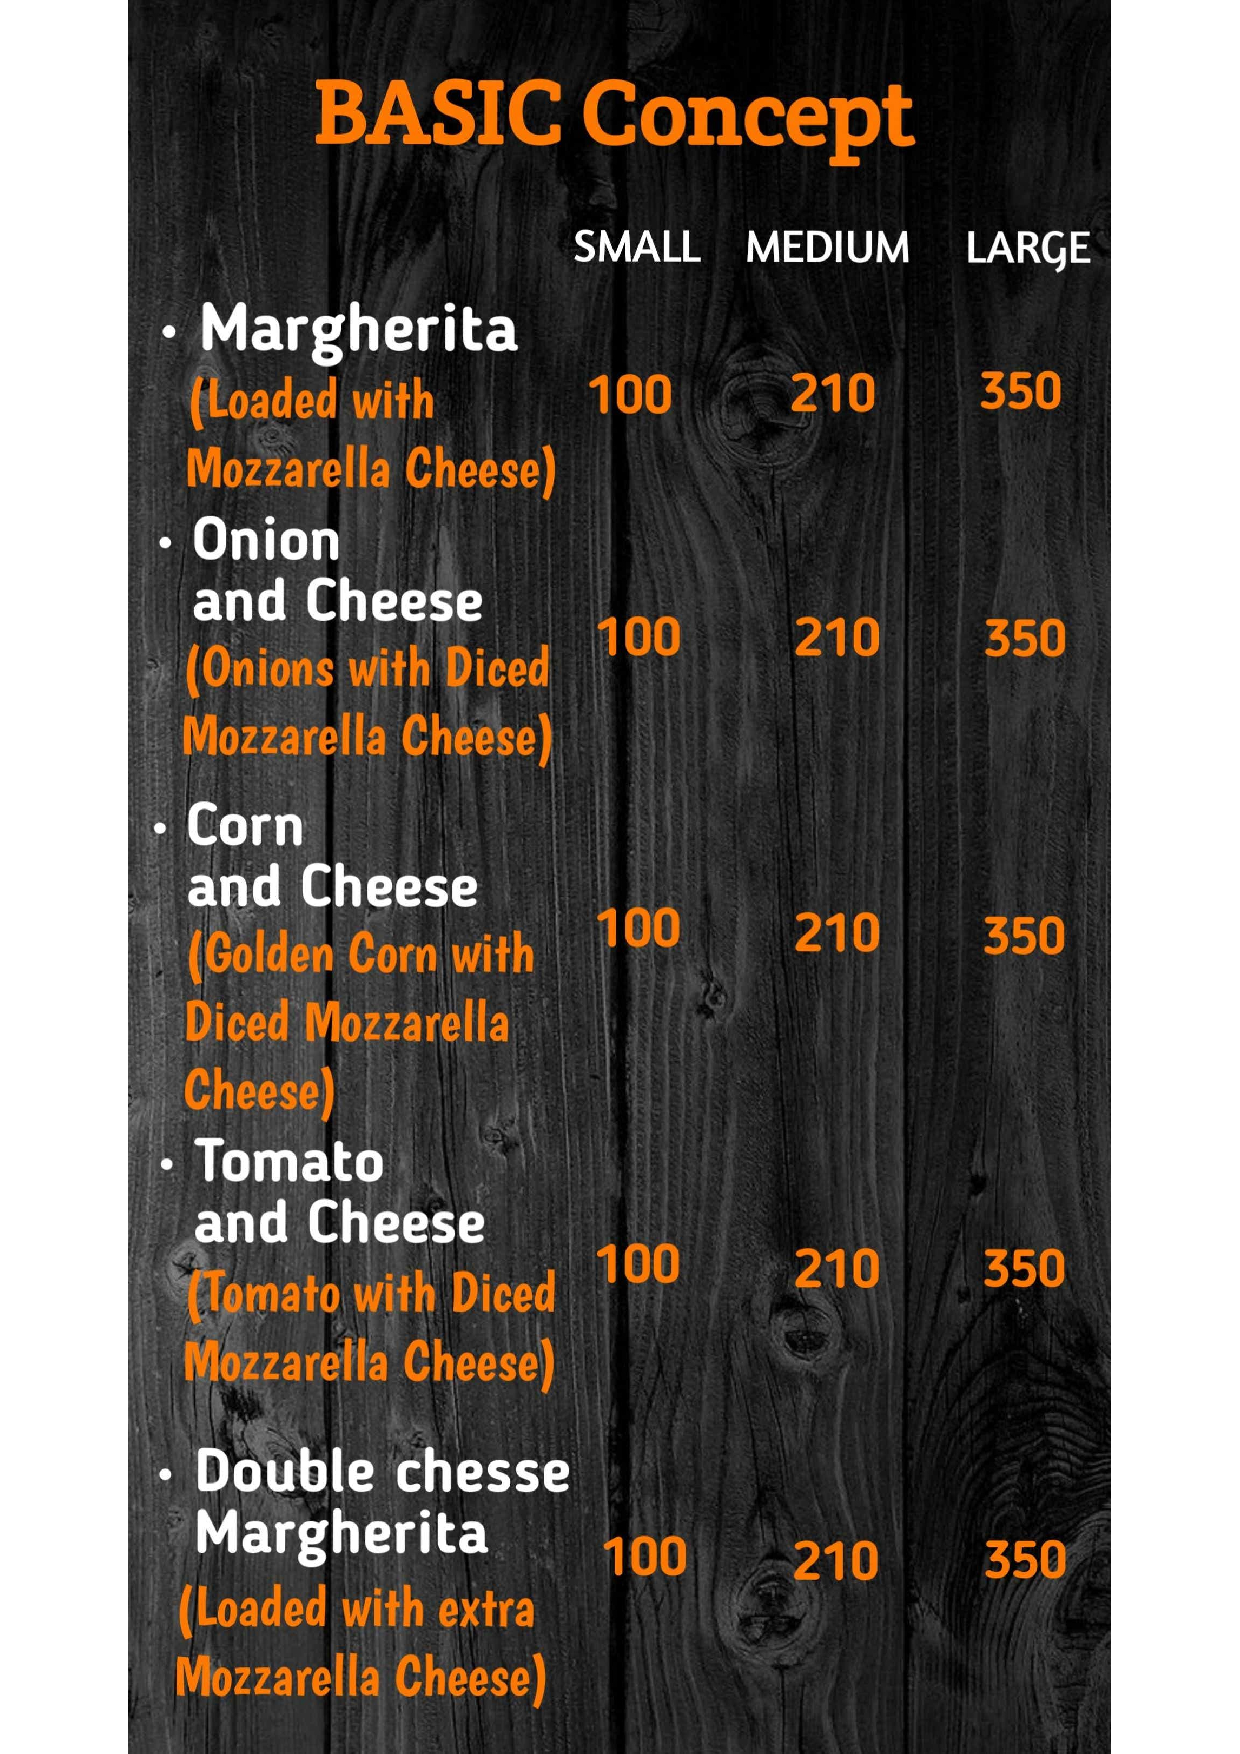 BASIC Concept
SMALL MEDIUM LARGE
• Margherita
(Loaded with 100 210 350
Mozzarella Cheese)
• Onion
and Cheese
100 210 350
(Onions with Diced
Mozzarella Cheese)
• Corn
and Cheese
100 210 350
(Golden Corn with
Diced Mozzarella
Cheese)
• Tomato
and Cheese
100 210 350
(Tomato with Diced
Mozzarella Cheese)
• Double chesse
Margherita
100 210 350
(Loaded with extra
Mozzarella Cheese)